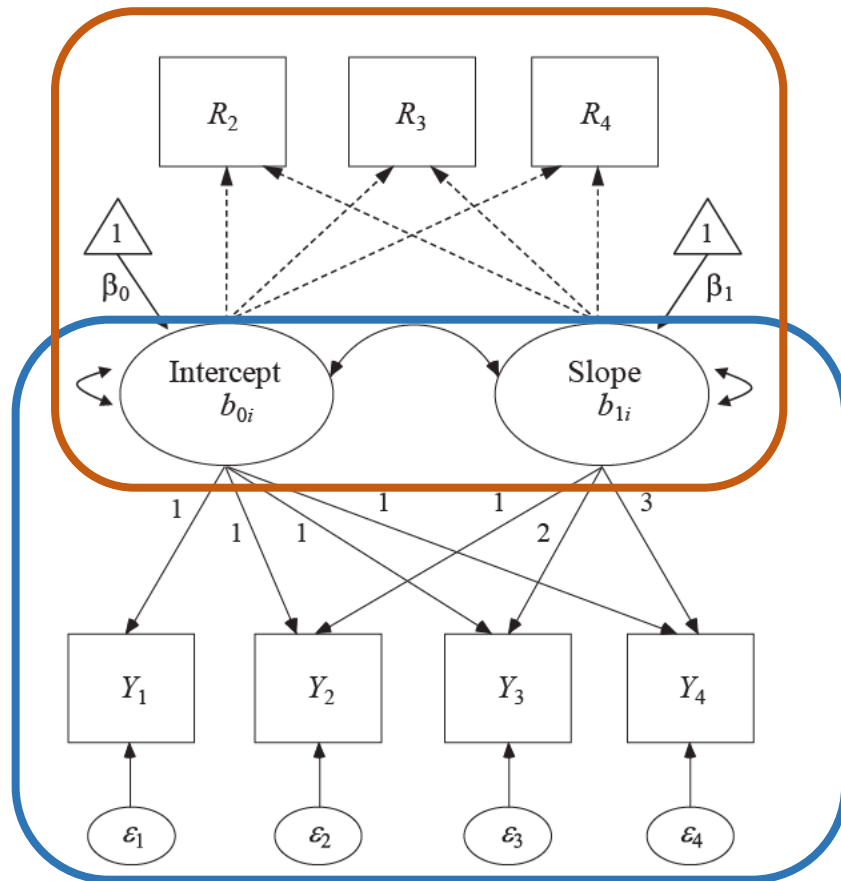 R2 R3 R4
1 1
β0 β1
Intercept Slope
b0i b1i
1 1 1 1 1 2 3
Y1 Y2 Y3 Y4
ε1 ε2 ε3 ε4